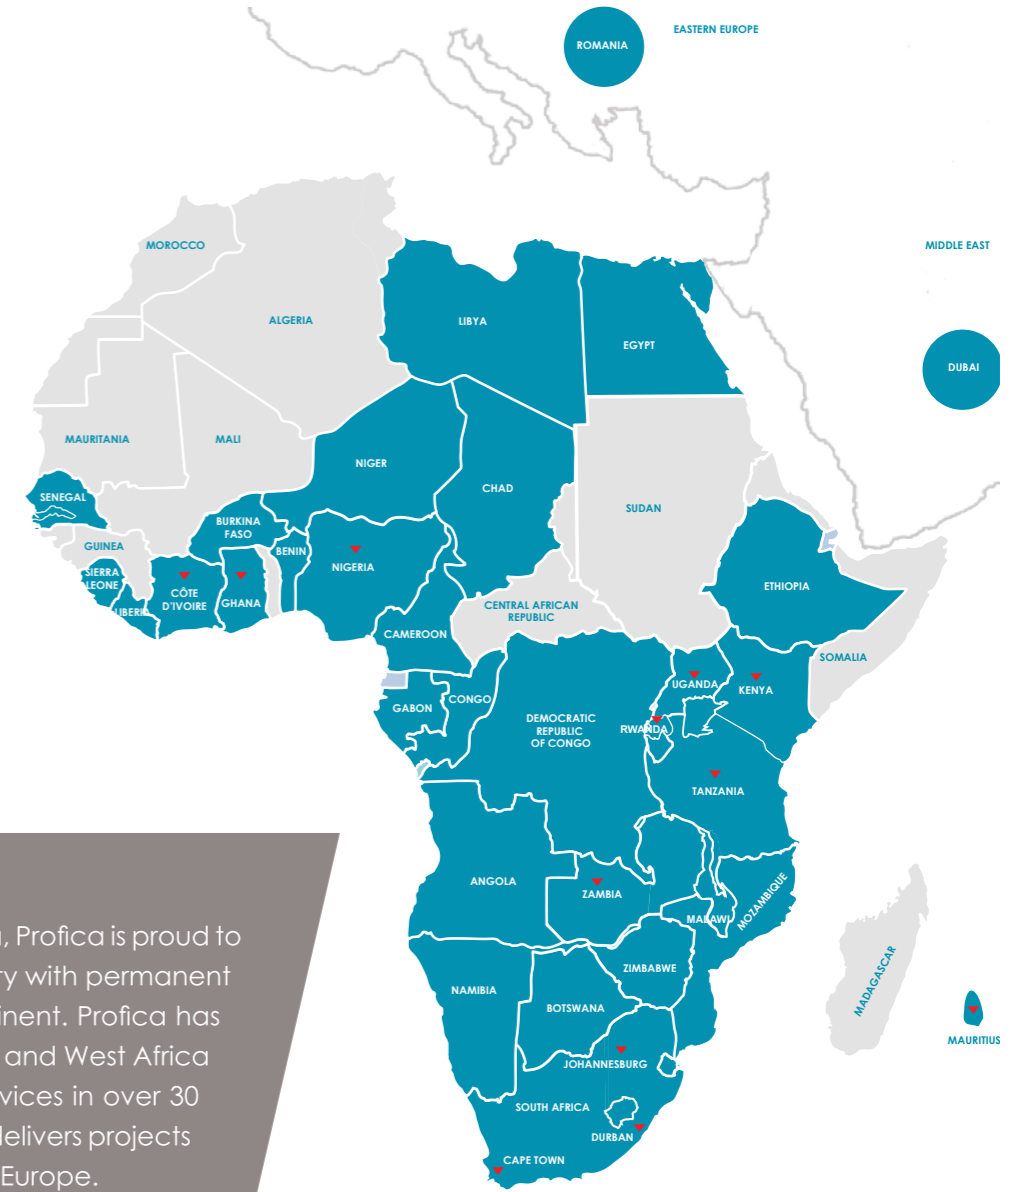 ROMANIA
EASTERN EUROPE
MOROCCO
MIDDLE EAST
ALGERIA
LIBYA
EGYPT
DUBAI
MAURITANIA
MALI
NIGER
CHAD
SENEGAL
SUDAN
BURKINA
FASO
GUINEA
BENIN
NIGERIA
SIERRA
LEONE
CÔTE
D'IVOIRE
GHANA
ETHIOPIA
LIBERI
CENTRAL AFRICAN
REPUBLIC
CAMEROON
SOMALIA
UGANDA
KENYA
CONGO
GABON
DEMOCRATIC
REPUBLIC
OF CONGO
RWANDA
TANZANIA
ANGOLA
ZAMBIA
MALAWI
MOZAMBIQUE
ZIMBABWE
NAMIBIA
BOTSWANA
MADAGASCAR
MAURITIUS
JOHANNESBURG
SOUTH AFRICA
DURBAN
CAPE TOWN
, Profica is proud to
ty with permanent
inent. Profica has
and West Africa
vices in over 30
delivers projects
Europe.